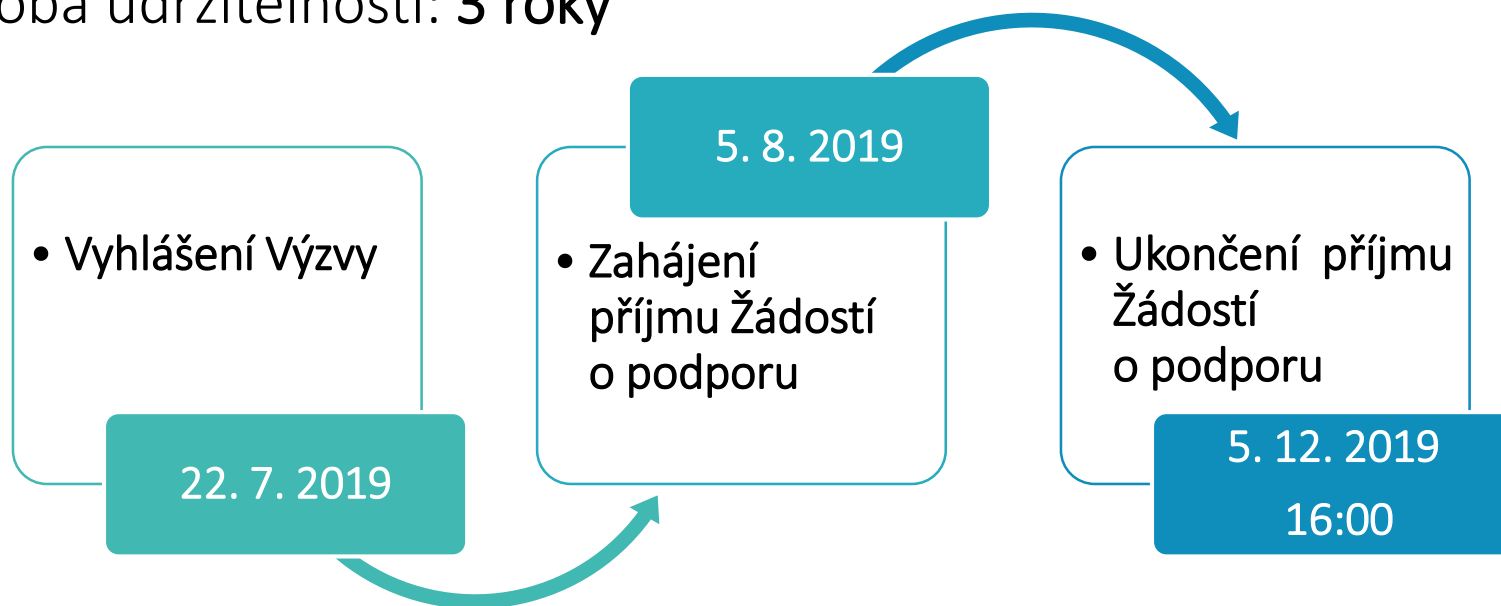 udržitelnosti: 3 roky
• Vyhlášení Výzvy
22. 7. 2019
5. 8. 2019
• Zahájení
příjmu Žádostí
o podporu
• Ukončení příjmu
Žádostí
o podporu
5. 12. 2019
16:00